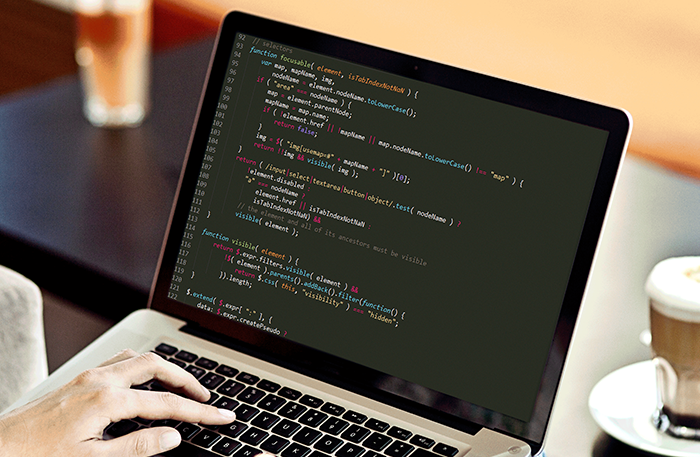 92 // selectors
93 function focusable( element, isTabIndexNotNaN ) {
94 var map, mapName, img,
95 nodeName = element.nodeName.toLowerCase();
96 if ( "area" === nodeName ) {
97 map = element.parentNode;
98 mapName = map.name;
99 if ( !element.href || !mapName || map.nodeName.toLowerCase() !== "map" ) {
100 return false;
101 }
102 img = $( "img[usemap=#" + mapName + "]" )[0];
103 return !!img && visible( img );
104 }
105 return ( /input|select|textarea|button|object/.test( nodeName ) ?
106 !element.disabled :
107 "a" === nodeName ?
108 element.href || isTabIndexNotNaN :
109 isTabIndexNotNaN) &&
110 // the element and all of its ancestors must be visible
111 visible( element );
112 }
113
114 function visible( element ) {
115 return $.expr.filters.visible( element ) &&
116 !$( element ).parents().addBack().filter(function() {
117 return $.css( this, "visibility" ) === "hidden";
118 }).length;
119 }
120
121 $.extend( $.expr[ ":" ], {
122 data: $.expr.createPseudo ?